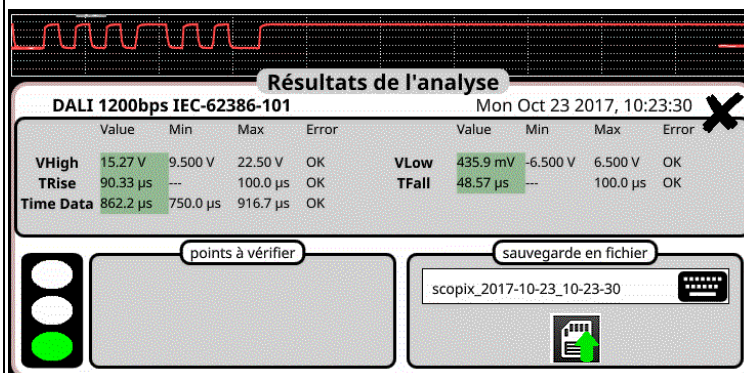 Résultats de l'analyse
DALI 1200bps IEC-62386-101 Mon Oct 23 2017, 10:23:30
Value Min Max Error Value Min Max Error
VHigh 15.27 V 9.500 V 22.50 V OK VLow 435.9 mV -6.500 V 6.500 V OK
TRise 90.33 µs --- 100.0 µs OK TFall 48.57 µs --- 100.0 µs OK
Time Data 862.2 µs 750.0 µs 916.7 µs OK
points à vérifier sauvegarde en fichier
scopix_2017-10-23_10-23-30